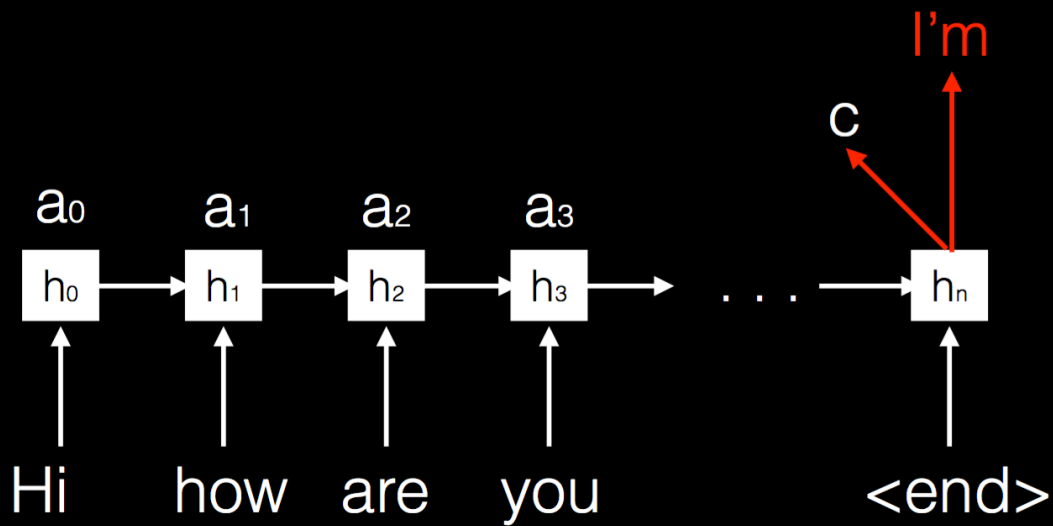 I'm
c
a₀ a₁ a₂ a₃
h₀ h₁ h₂ h₃ . . . hₙ
Hi how are you <end>